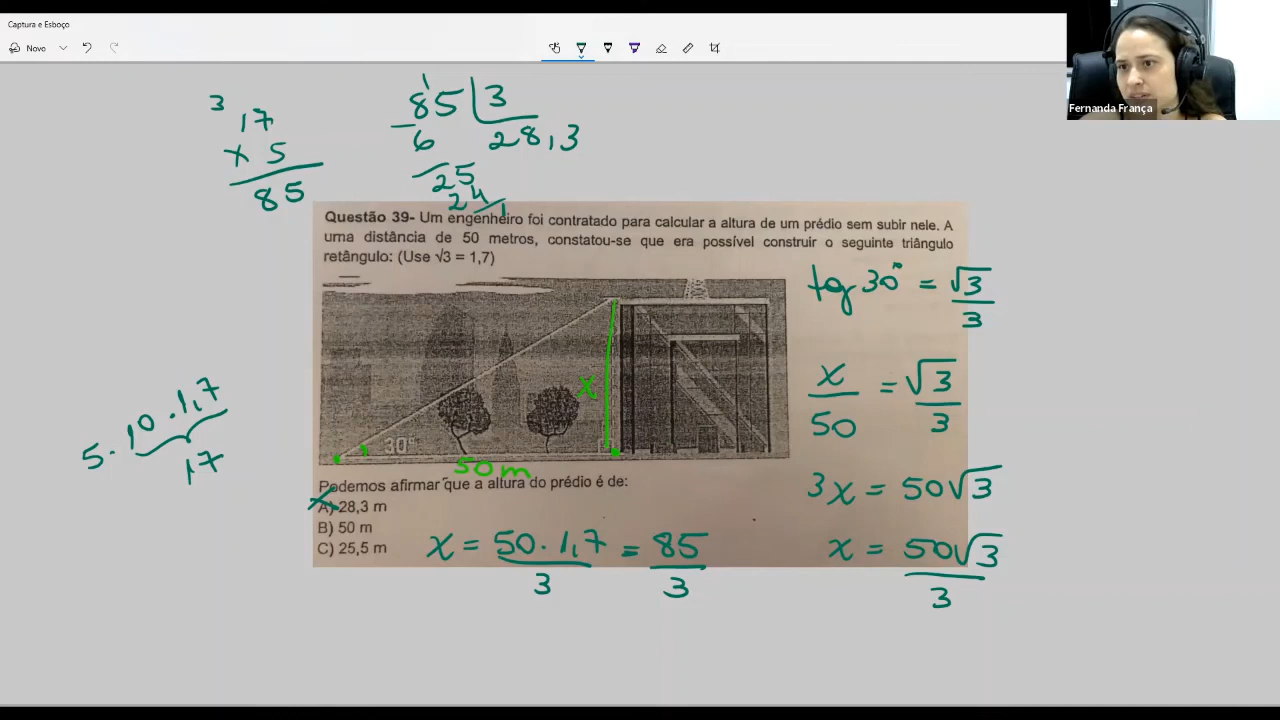 Captura e Esboço
Novo
Fernanda França
3
17
x 5
85
1
85 3
6 28,3
25
24
1
Questão 39- Um engenheiro foi contratado para calcular a altura de um prédio sem subir nele. A
uma distância de 50 metros, constatou-se que era possível construir o seguinte triângulo
retângulo: (Use √3 = 1,7)
tg 30° = √3
3
x
30°
50 m
x = √3
50 3
5. 10 . 1,7
17
3x = 50√3
Podemos afirmar que a altura do prédio é de:
A) 28,3 m
B) 50 m
C) 25,5 m
x = 50 . 1,7 = 85
3 3
x = 50√3
3